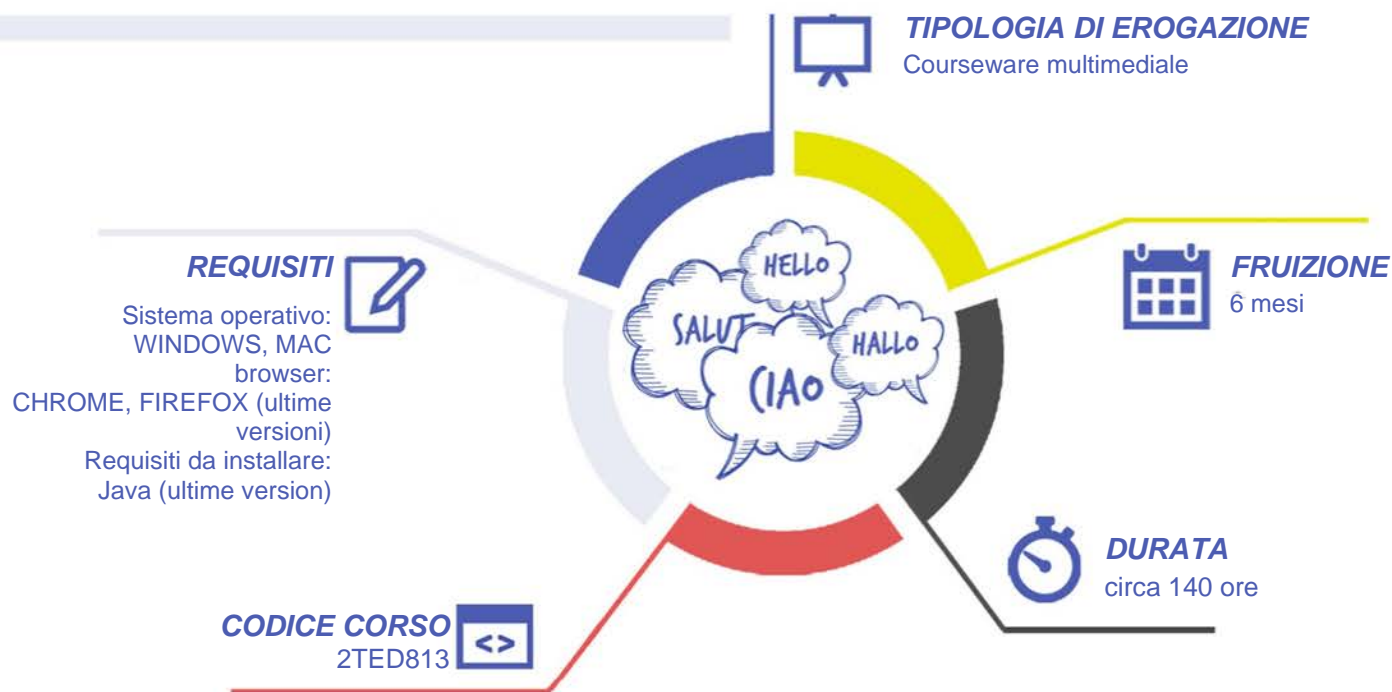 TIPOLOGIA DI EROGAZIONE
Courseware multimediale
REQUISITI
Sistema operativo:
WINDOWS, MAC
browser:
CHROME, FIREFOX (ultime
versioni)
Requisiti da installare:
Java (ultime version)
HELLO
SALUT
HALLO
CIAO
FRUIZIONE
6 mesi
DURATA
circa 140 ore
CODICE CORSO
2TED813
<>